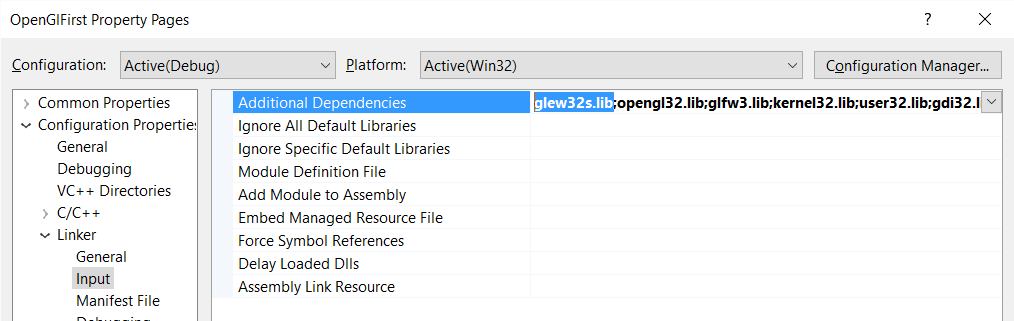 OpenGlFirst Property Pages
?
Configuration: Active(Debug) Platform: Active(Win32) Configuration Manager...
Common Properties
Configuration Properties
General
Debugging
VC++ Directories
C/C++
Linker
General
Input
Manifest File
Debugging
Additional Dependencies glew32s.lib;opengl32.lib;glfw3.lib;kernel32.lib;user32.lib;gdi32.li
Ignore All Default Libraries
Ignore Specific Default Libraries
Module Definition File
Add Module to Assembly
Embed Managed Resource File
Force Symbol References
Delay Loaded Dlls
Assembly Link Resource